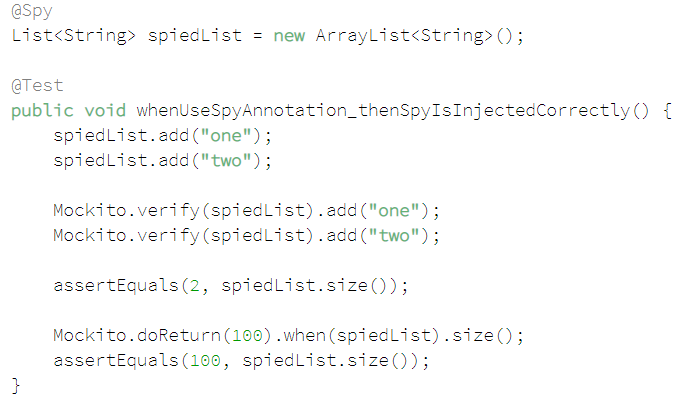 @Spy
List<String> spiedList = new ArrayList<String>();
@Test
public void whenUseSpyAnnotation_thenSpyIsInjectedCorrectly() {
    spiedList.add("one");
    spiedList.add("two");
    Mockito.verify(spiedList).add("one");
    Mockito.verify(spiedList).add("two");
    assertEquals(2, spiedList.size());
    Mockito.doReturn(100).when(spiedList).size();
    assertEquals(100, spiedList.size());
}